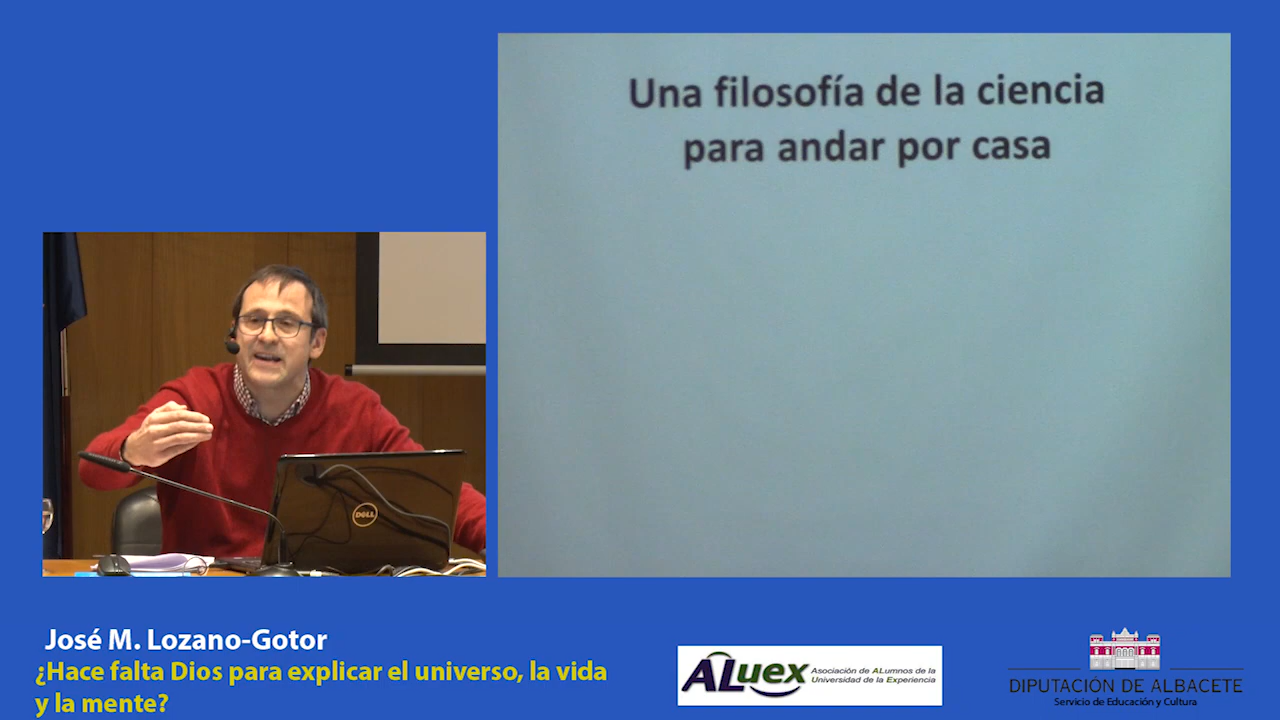 Una filosofía de la ciencia
para andar por casa
DELL
José M. Lozano-Gotor
¿Hace falta Dios para explicar el universo, la vida
y la mente?
ALuex
Asociación de ALumnos de la
Universidad de la Experiencia
DIPUTACIÓN DE ALBACETE
Servicio de Educación y Cultura